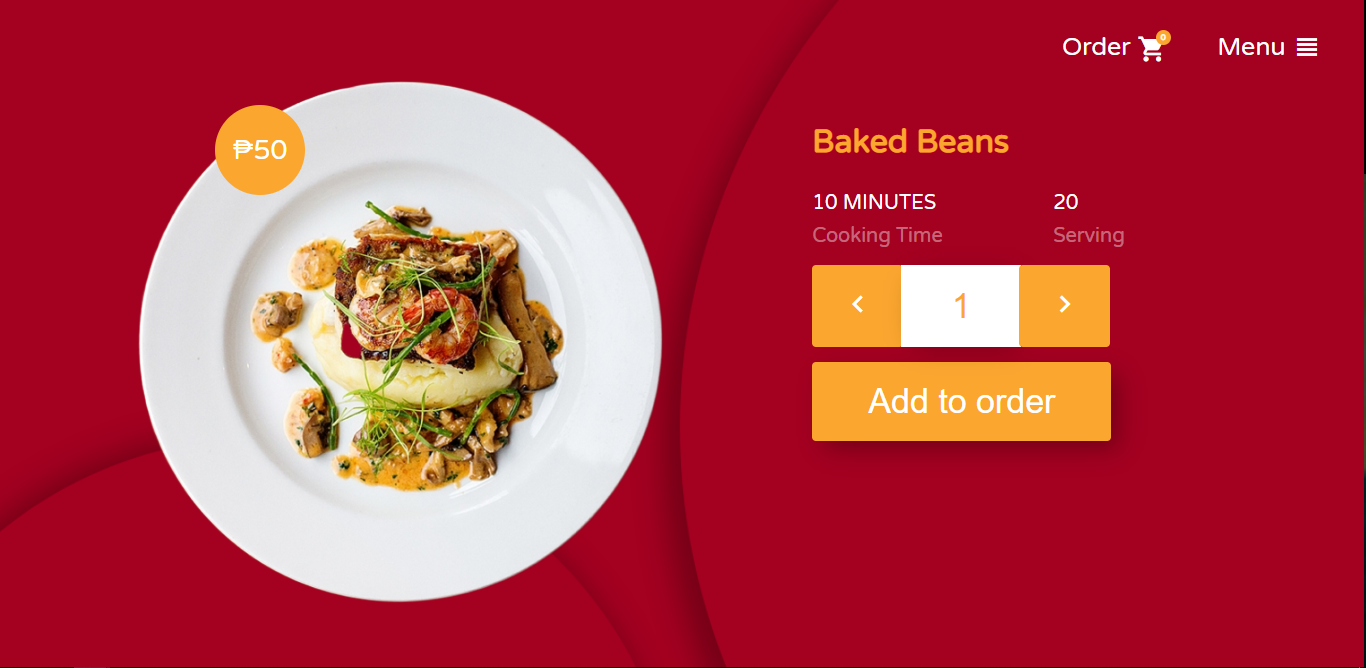 Order 0 Menu
₱50
Baked Beans
10 MINUTES 20
Cooking Time Serving
1
Add to order